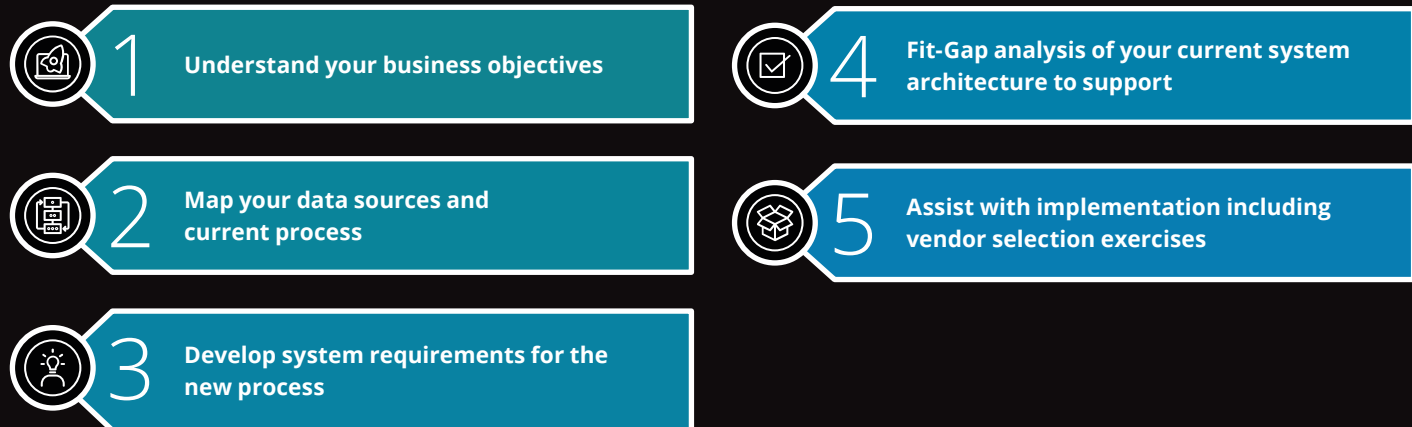 1
Understand your business objectives
2
Map your data sources and
current process
3
Develop system requirements for the
new process
4
Fit-Gap analysis of your current system
architecture to support
5
Assist with implementation including
vendor selection exercises